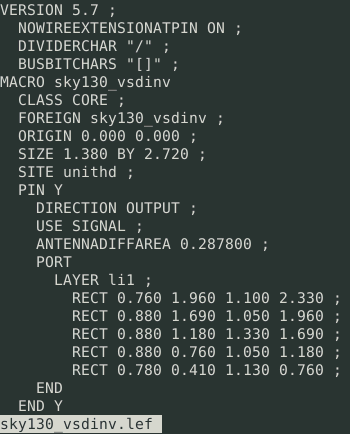 VERSION 5.7 ;
  NOWIREEXTENSIONATPIN ON ;
  DIVIDERCHAR "/" ;
  BUSBITCHARS "[]" ;
MACRO sky130_vsdinv
  CLASS CORE ;
  FOREIGN sky130_vsdinv ;
  ORIGIN 0.000 0.000 ;
  SIZE 1.380 BY 2.720 ;
  SITE unithd ;
  PIN Y
    DIRECTION OUTPUT ;
    USE SIGNAL ;
    ANTENNADIFFAREA 0.287800 ;
    PORT
      LAYER li1 ;
        RECT 0.760 1.960 1.100 2.330 ;
        RECT 0.880 1.690 1.050 1.960 ;
        RECT 0.880 1.180 1.330 1.690 ;
        RECT 0.880 0.760 1.050 1.180 ;
        RECT 0.780 0.410 1.130 0.760 ;
    END
  END Y
sky130_vsdinv.lef